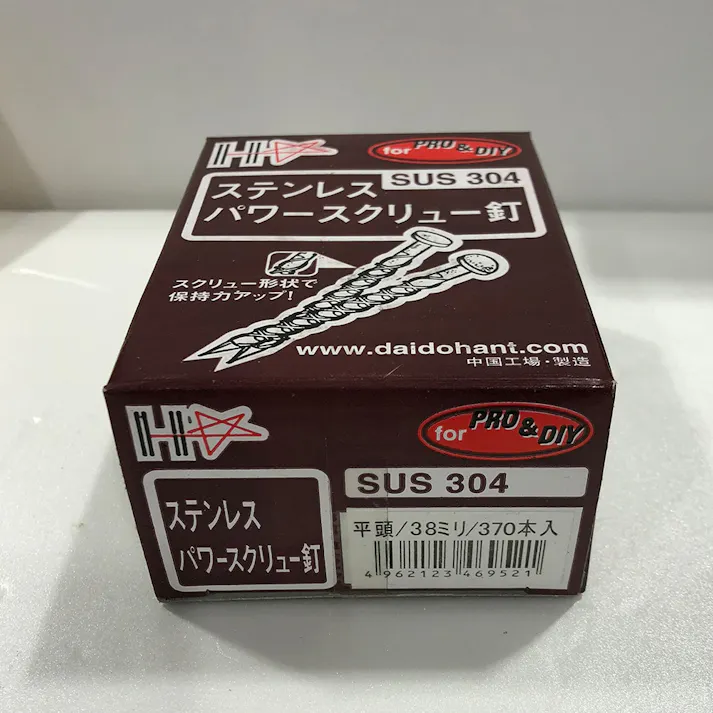 for PRO & DIY
ステンレス SUS 304
パワースクリュー釘
スクリュー形状で
保持力アップ!
www.daidohant.com
中国工場・製造
for PRO & DIY
SUS 304
ステンレス
パワースクリュー釘
平頭/38ミリ/370本入
4 962123 469521